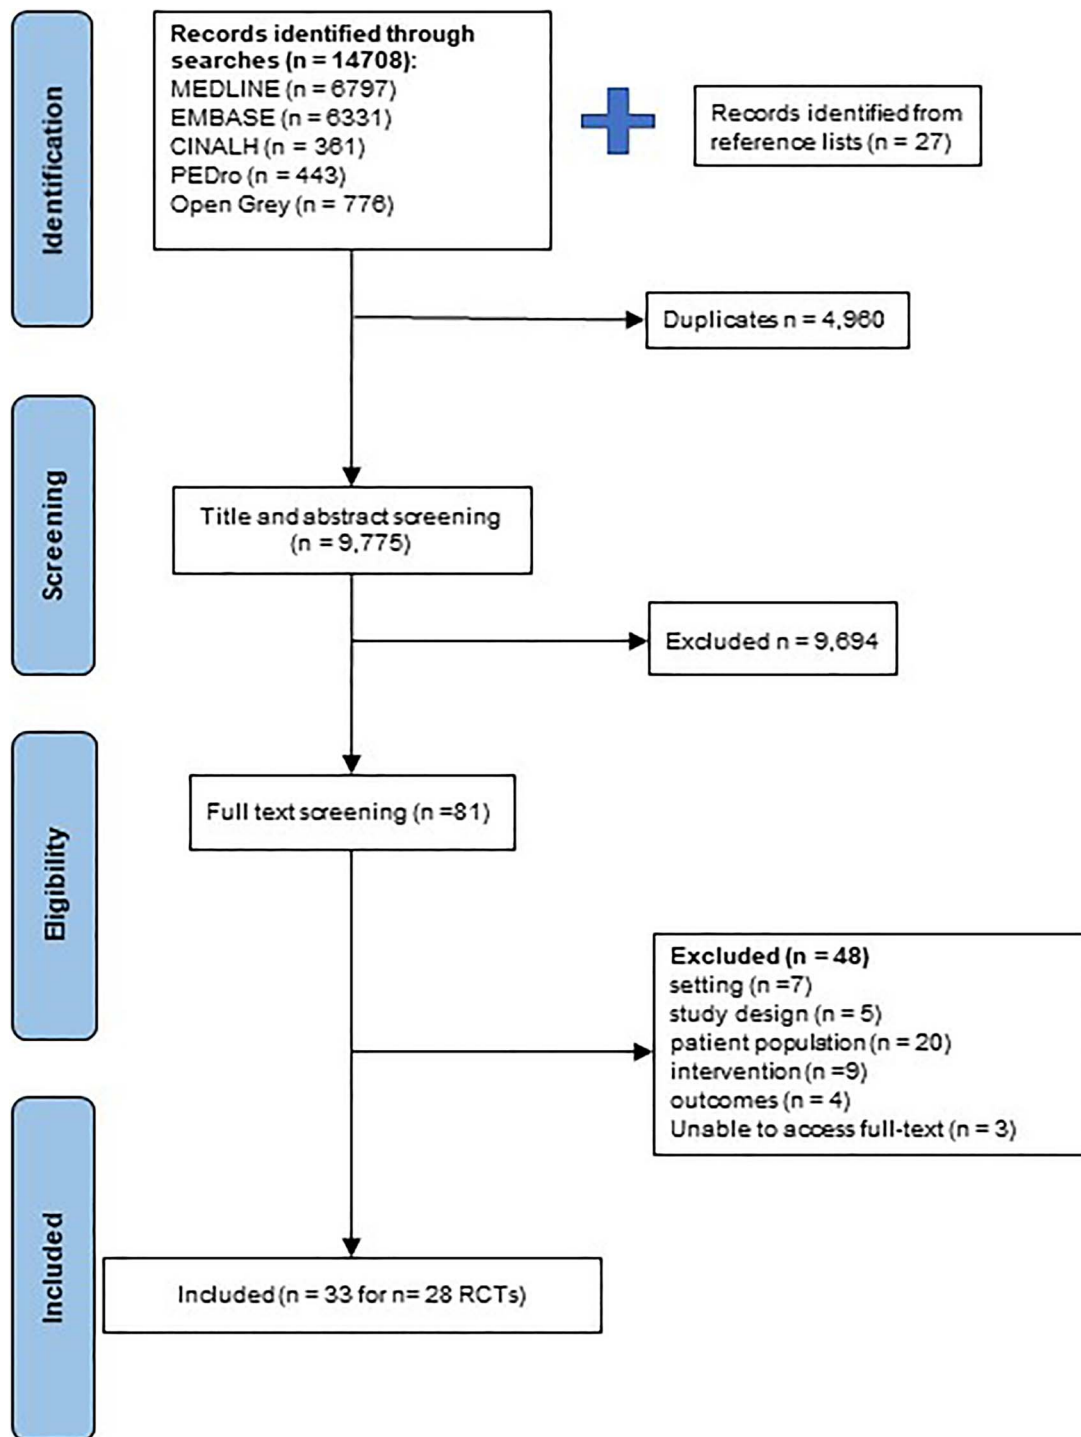 Identification
Records identified through
searches (n = 14708):
MEDLINE (n = 6797)
EMBASE (n = 6331)
CINALH (n = 361)
PEDro (n = 443)
Open Grey (n = 776)
Records identified from
reference lists (n = 27)
Duplicates n = 4,960
Screening
Title and abstract screening
(n = 9,775)
Excluded n = 9,694
Eligibility
Full text screening (n =81)
Excluded (n = 48)
setting (n =7)
study design (n = 5)
patient population (n = 20)
intervention (n =9)
outcomes (n = 4)
Unable to access full-text (n = 3)
Included
Included (n = 33 for n= 28 RCTs)